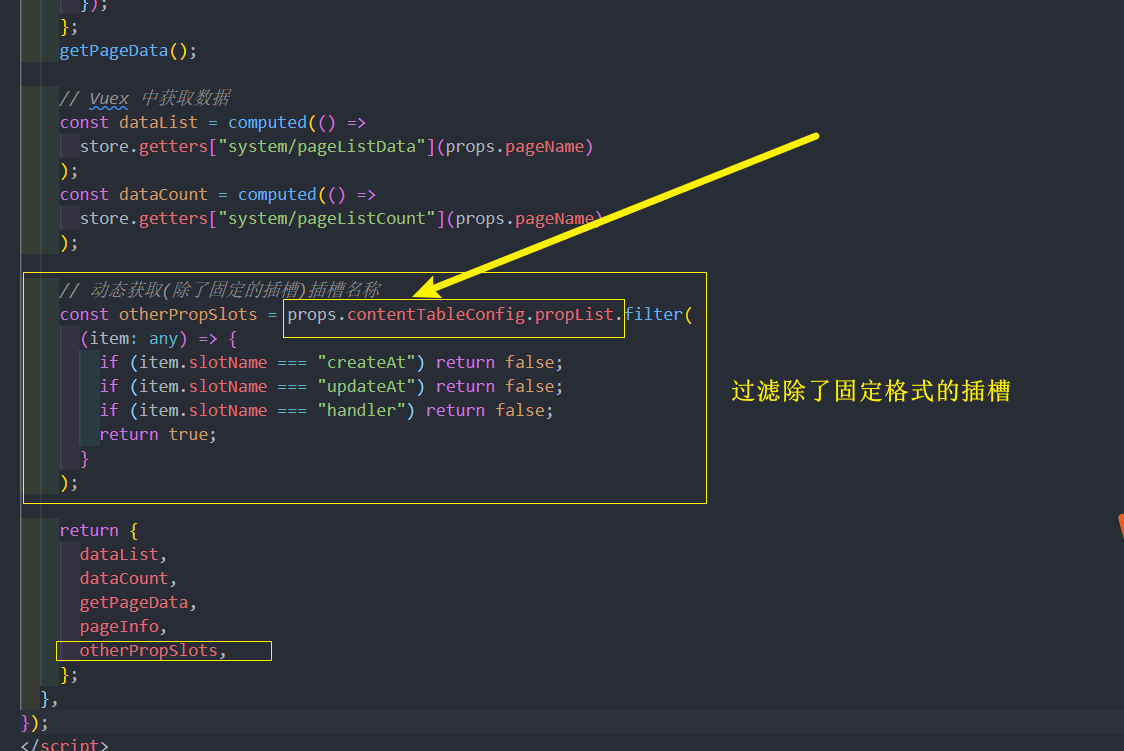 });
};
getPageData();
// Vuex 中获取数据
const dataList = computed(() =>
store.getters["system/pageListData"](props.pageName)
);
const dataCount = computed(() =>
store.getters["system/pageListCount"](props.pageName)
);
// 动态获取(除了固定的插槽)插槽名称
const otherPropSlots = props.contentTableConfig.propList.filter(
(item: any) => {
if (item.slotName === "createAt") return false;
if (item.slotName === "updateAt") return false;
if (item.slotName === "handler") return false;
过滤除了固定格式的插槽
return true;
}
);
return {
dataList,
dataCount,
getPageData,
pageInfo,
otherPropSlots,
};
},
});
</script>